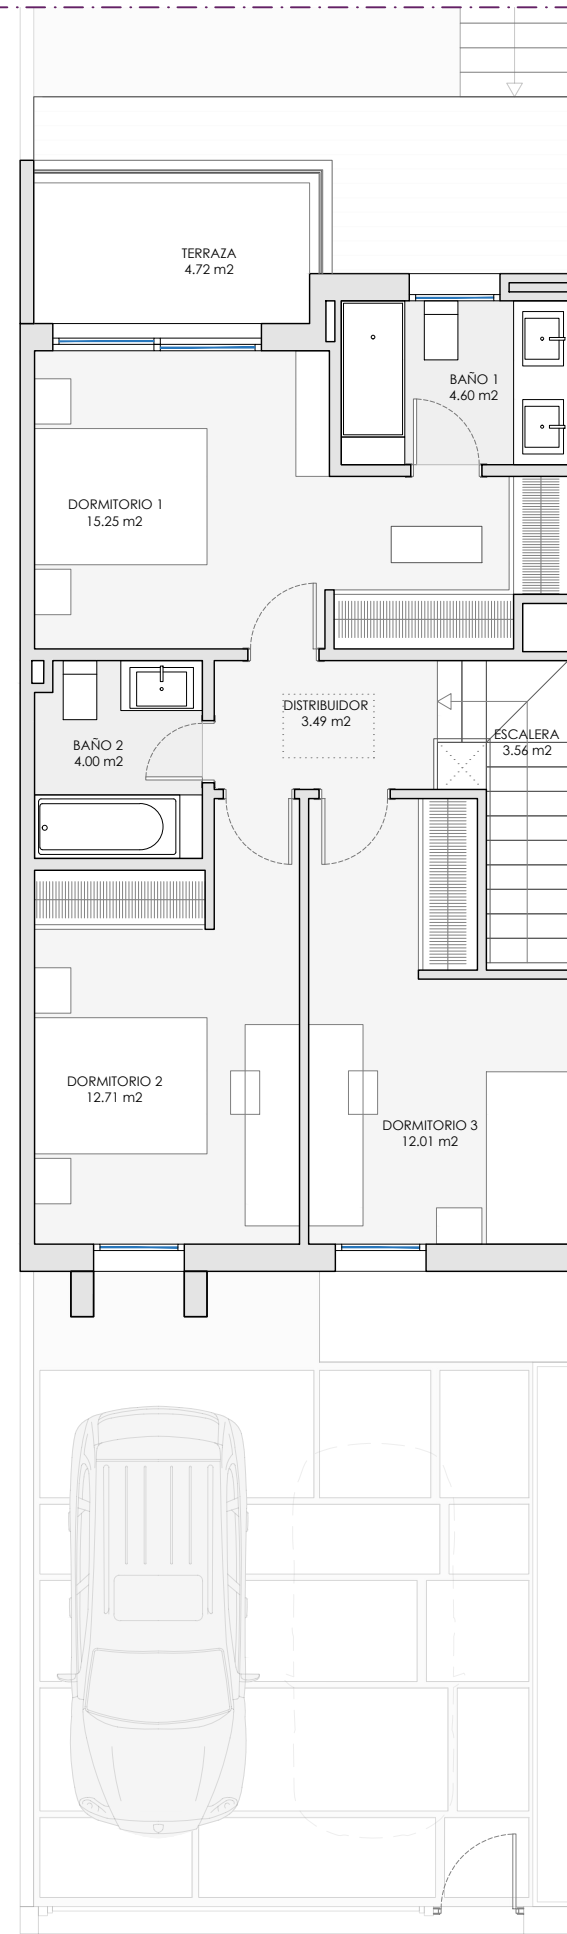 TERRAZA
4.72 m2
BAÑO 1
4.60 m2
DORMITORIO 1
15.25 m2
DISTRIBUIDOR
3.49 m2
ESCALERA
3.56 m2
BAÑO 2
4.00 m2
DORMITORIO 2
12.71 m2
DORMITORIO 3
12.01 m2